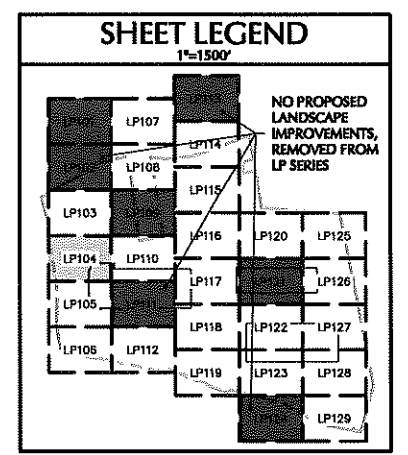 SHEET LEGEND
1"=1500'
NO PROPOSED
LANDSCAPE
IMPROVEMENTS,
REMOVED FROM
LP SERIES
LP107
LP114
LP108
LP115
LP103
LP116 LP120 LP125
LP104 LP110
LP117 LP126
LP105
LP118 LP122 LP127
LP106 LP112
LP119 LP123 LP128
LP129